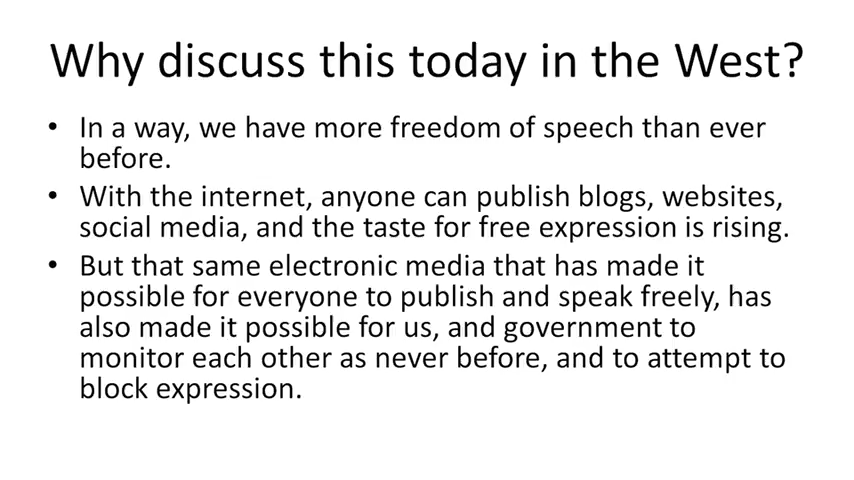 Why discuss this today in the West?
• In a way, we have more freedom of speech than ever
before.
• With the internet, anyone can publish blogs, websites,
social media, and the taste for free expression is rising.
• But that same electronic media that has made it
possible for everyone to publish and speak freely, has
also made it possible for us, and government to
monitor each other as never before, and to attempt to
block expression.